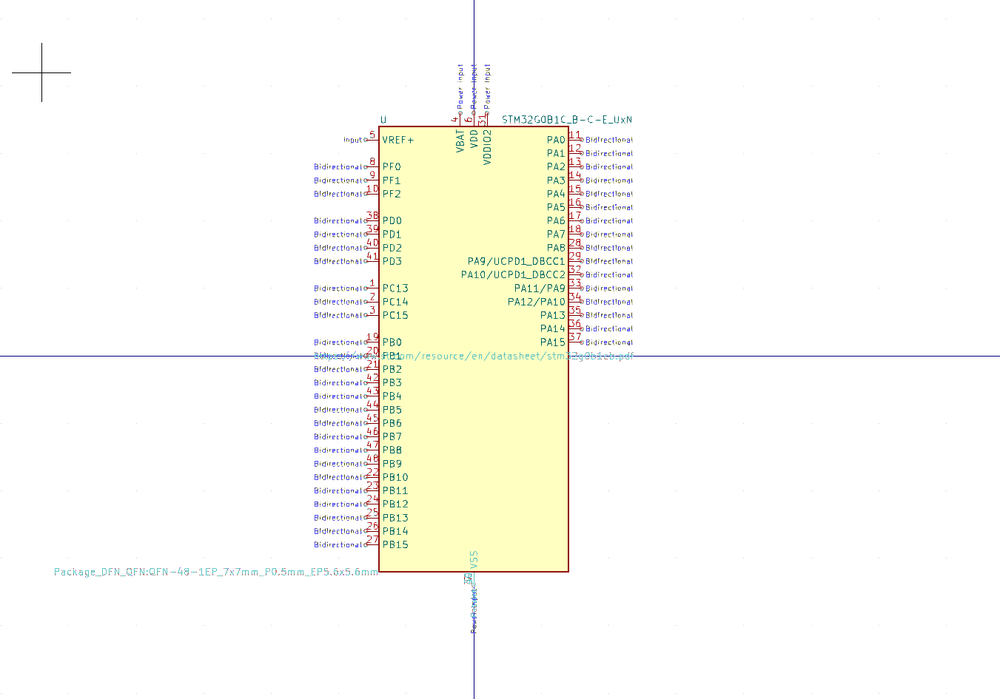 Power Input
Power Input
Power Input
4
6
31
U
STM32G0B1C_B-C-E_UxN
VBAT
VDD
VDDIO2
Input 5 VREF+
PA0 11 Bidirectional
PA1 12 Bidirectional
Bidirectional 8 PF0
PA2 13 Bidirectional
Bidirectional 9 PF1
PA3 14 Bidirectional
Bidirectional 10 PF2
PA4 15 Bidirectional
PA5 16 Bidirectional
Bidirectional 38 PD0
PA6 17 Bidirectional
Bidirectional 39 PD1
PA7 18 Bidirectional
Bidirectional 40 PD2
PA8 28 Bidirectional
Bidirectional 41 PD3
PA9/UCPD1_DBCC1 29 Bidirectional
PA10/UCPD1_DBCC2 32 Bidirectional
Bidirectional 1 PC13
PA11/PA9 33 Bidirectional
Bidirectional 2 PC14
PA12/PA10 34 Bidirectional
Bidirectional 3 PC15
PA13 35 Bidirectional
PA14 36 Bidirectional
Bidirectional 19 PB0
PA15 37 Bidirectional
20 PB1
com/resource/en/datasheet/stm32g0b1cb.pdf
Bidirectional 21 PB2
Bidirectional 42 PB3
Bidirectional 43 PB4
Bidirectional 44 PB5
Bidirectional 45 PB6
Bidirectional 46 PB7
Bidirectional 47 PB8
Bidirectional 48 PB9
Bidirectional 22 PB10
Bidirectional 23 PB11
Bidirectional 24 PB12
Bidirectional 25 PB13
Bidirectional 26 PB14
Bidirectional 27 PB15
VSS
Package_DFN_QFN:QFN-48-1EP_7x7mm_P0.5mm_EP5.6x5.6mm